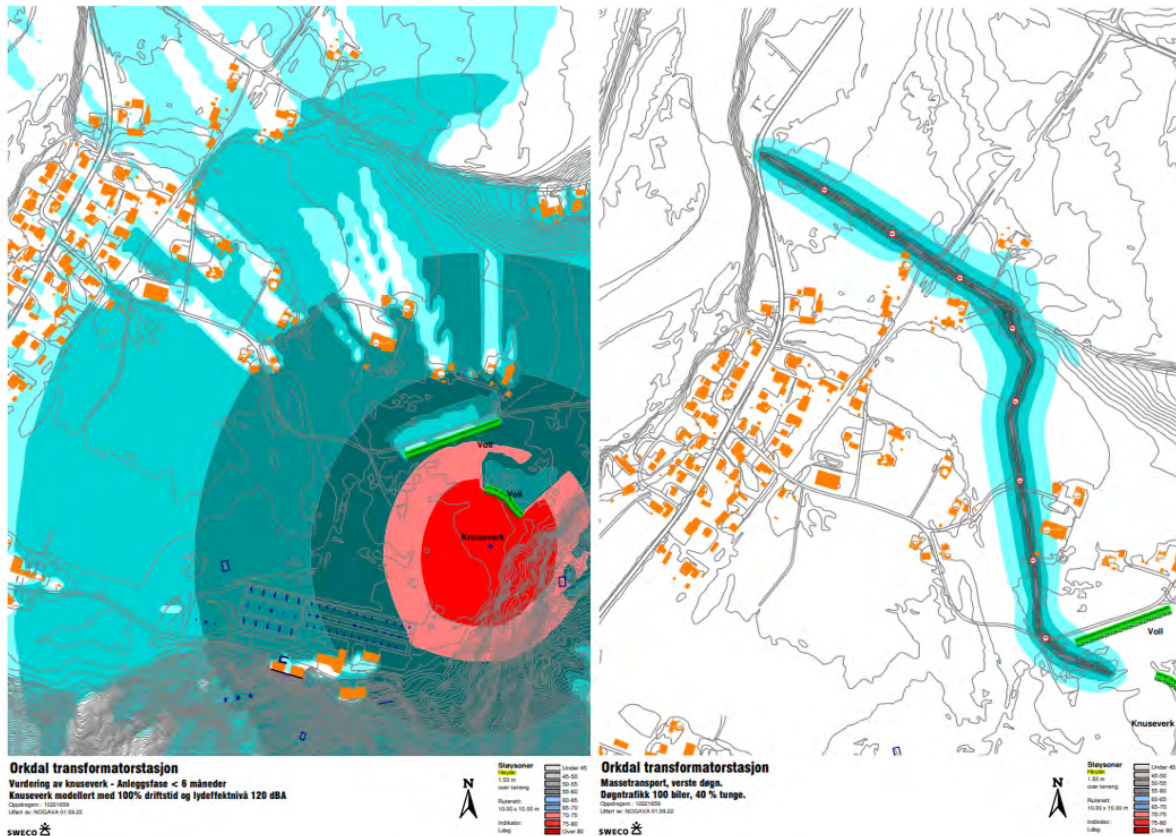 Voll
Voll
Knuseverk
Orkdal transformatorstasjon
Vurdering av knuseverk - Anleggsfase < 6 måneder
Knuseverk modellert med 100% driftstid og lydeffektnivå 120 dBA
Oppdragsnr.: 10221659
Utført av: NOGAVA 01.09.22
SWECO
N
Støysoner
Høyde
1.50 m
over terreng
Rutenett
10.00 x 10.00 m
Indikator:
Ldag
Under 45
45-50
50-55
55-60
60-65
65-70
70-75
75-80
Over 80
Voll
Knuseverk
Orkdal transformatorstasjon
Massetransport, verste døgn.
Døgntrafikk 100 biler, 40 % tunge.
Oppdragsnr.: 10221659
Utført av: NOGAVA 01.09.22
SWECO
N
Støysoner
Høyde
1.50 m
over terreng
Rutenett
10.00 x 10.00 m
Indikator:
Ldag
Under 45
45-50
50-55
55-60
60-65
65-70
70-75
75-80
Over 80